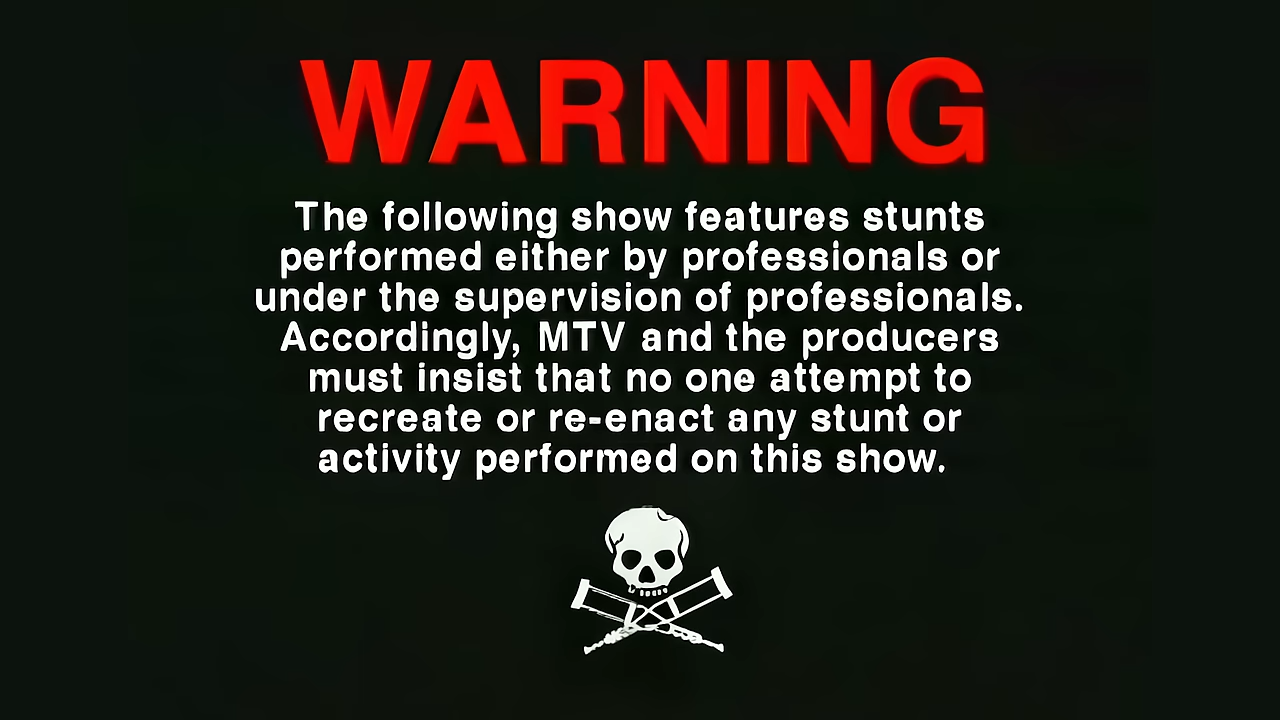 WARNING
The following show features stunts
performed either by professionals or
under the supervision of professionals.
Accordingly, MTV and the producers
must insist that no one attempt to
recreate or re-enact any stunt or
activity performed on this show.